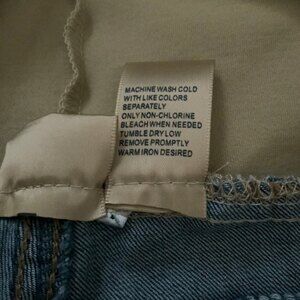 MACHINE WASH COLD
WITH LIKE COLORS
SEPARATELY
ONLY NON-CHLORINE
BLEACH WHEN NEEDED
TUMBLE DRY LOW
REMOVE PROMPTLY
WARM IRON DESIRED